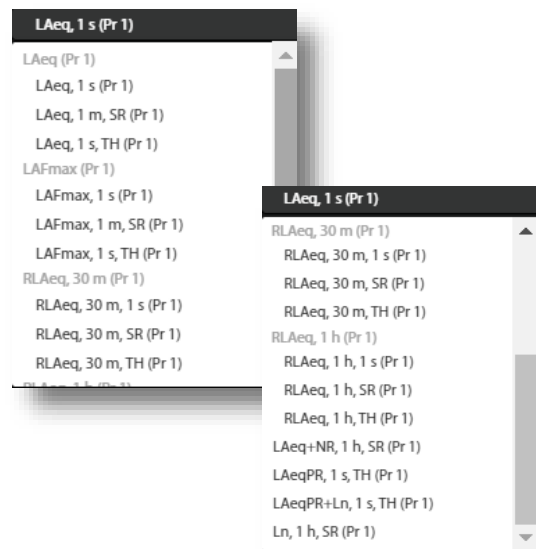 LAeq, 1 s (Pr 1)
LAeq (Pr 1)
LAeq, 1 s (Pr 1)
LAeq, 1 m, SR (Pr 1)
LAeq, 1 s, TH (Pr 1)
LAFmax (Pr 1)
LAFmax, 1 s (Pr 1)
LAFmax, 1 m, SR (Pr 1)
LAFmax, 1 s, TH (Pr 1)
RLAeq, 30 m (Pr 1)
RLAeq, 30 m, 1 s (Pr 1)
RLAeq, 30 m, SR (Pr 1)
RLAeq, 30 m, TH (Pr 1)
RLAeq, 1 h (Pr 1)
LAeq, 1 s (Pr 1)
RLAeq, 30 m (Pr 1)
RLAeq, 30 m, 1 s (Pr 1)
RLAeq, 30 m, SR (Pr 1)
RLAeq, 30 m, TH (Pr 1)
RLAeq, 1 h (Pr 1)
RLAeq, 1 h, 1 s (Pr 1)
RLAeq, 1 h, SR (Pr 1)
RLAeq, 1 h, TH (Pr 1)
LAeq+NR, 1 h, SR (Pr 1)
LAeqPR, 1 s, TH (Pr 1)
LAeqPR+Ln, 1 s, TH (Pr 1)
Ln, 1 h, SR (Pr 1)